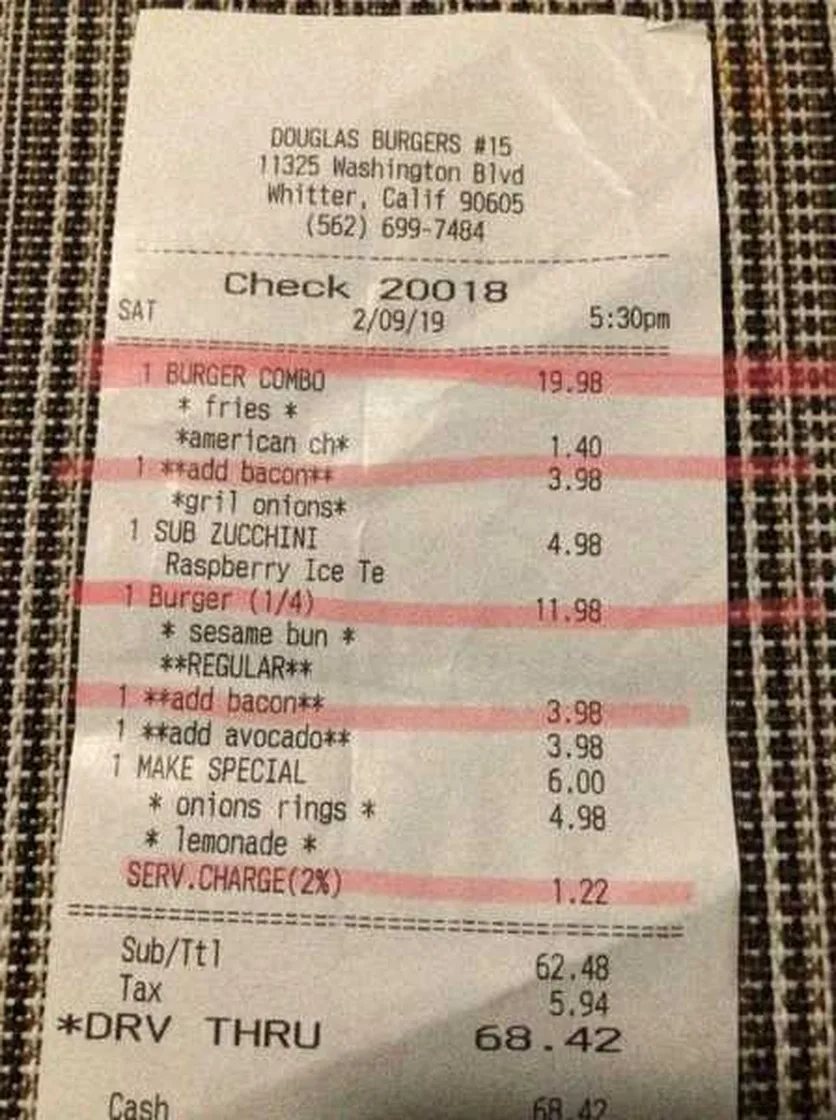 DOUGLAS BURGERS #15
11325 Washington Blvd
Whitter, Calif 90605
(562) 699-7484
Check 20018
SAT 2/09/19 5:30pm
1 BURGER COMBO 19.98
* fries *
*american ch* 1.40
1 **add bacon** 3.98
*gril onions*
1 SUB ZUCCHINI 4.98
Raspberry Ice Te
1 Burger (1/4) 11.98
* sesame bun *
**REGULAR**
1 **add bacon** 3.98
1 **add avocado** 3.98
1 MAKE SPECIAL 6.00
* onions rings * 4.98
* lemonade *
SERV.CHARGE(2%) 1.22
Sub/Ttl 62.48
Tax 5.94
*DRV THRU 68.42
Cash 68.42